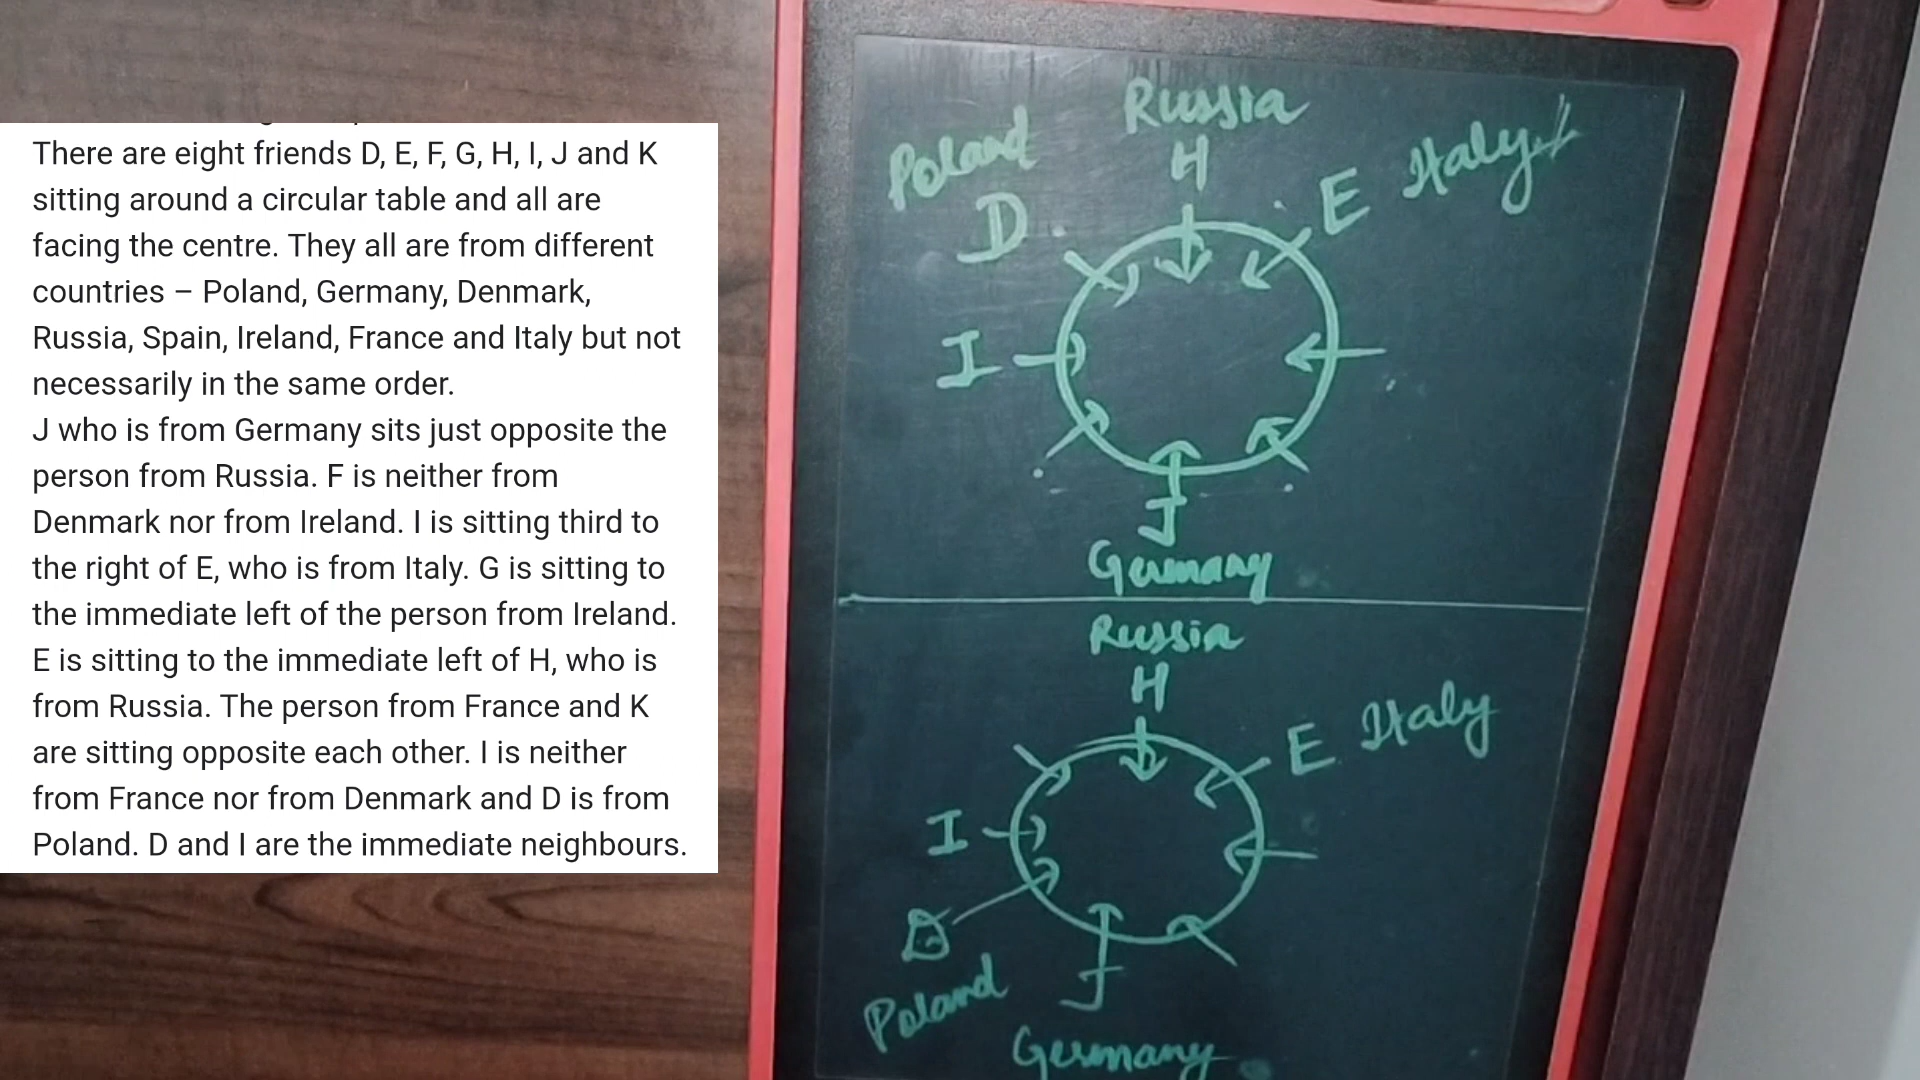 There are eight friends D, E, F, G, H, I, J and K
sitting around a circular table and all are
facing the centre. They all are from different
countries – Poland, Germany, Denmark,
Russia, Spain, Ireland, France and Italy but not
necessarily in the same order.
J who is from Germany sits just opposite the
person from Russia. F is neither from
Denmark nor from Ireland. I is sitting third to
the right of E, who is from Italy. G is sitting to
the immediate left of the person from Ireland.
E is sitting to the immediate left of H, who is
from Russia. The person from France and K
are sitting opposite each other. I is neither
from France nor from Denmark and D is from
Poland. D and I are the immediate neighbours.
Russia
Poland H E Italy
D
I
J
Germany
Russia
H
E Italy
I
D
J
Poland
Germany